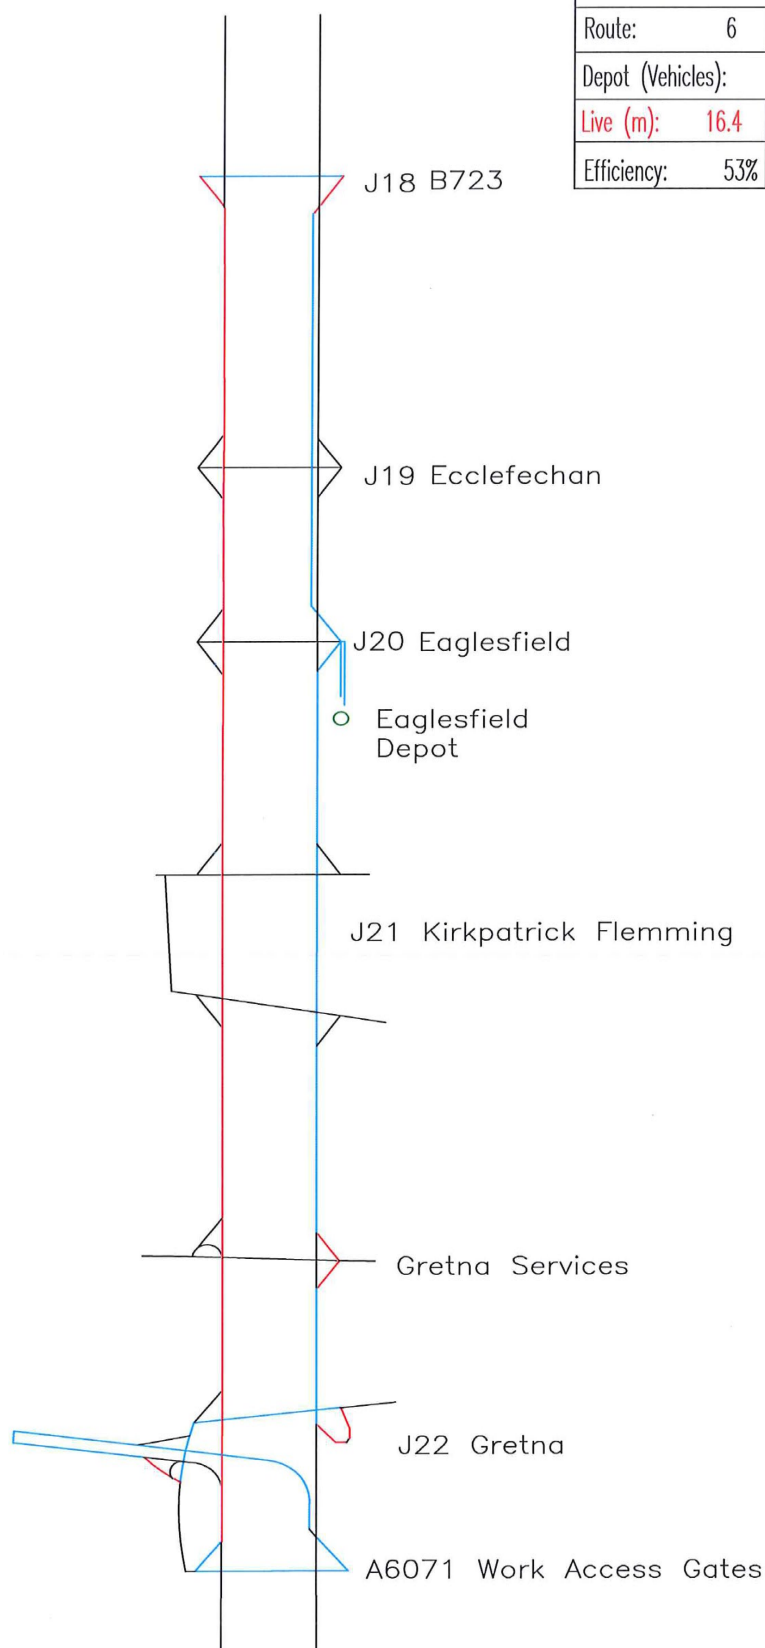 Route: 6
Depot (Vehicles):
Live (m): 16.4
Efficiency: 53%
J18 B723
J19 Ecclefechan
J20 Eaglesfield
Eaglesfield
Depot
J21 Kirkpatrick Flemming
Gretna Services
J22 Gretna
A6071 Work Access Gates